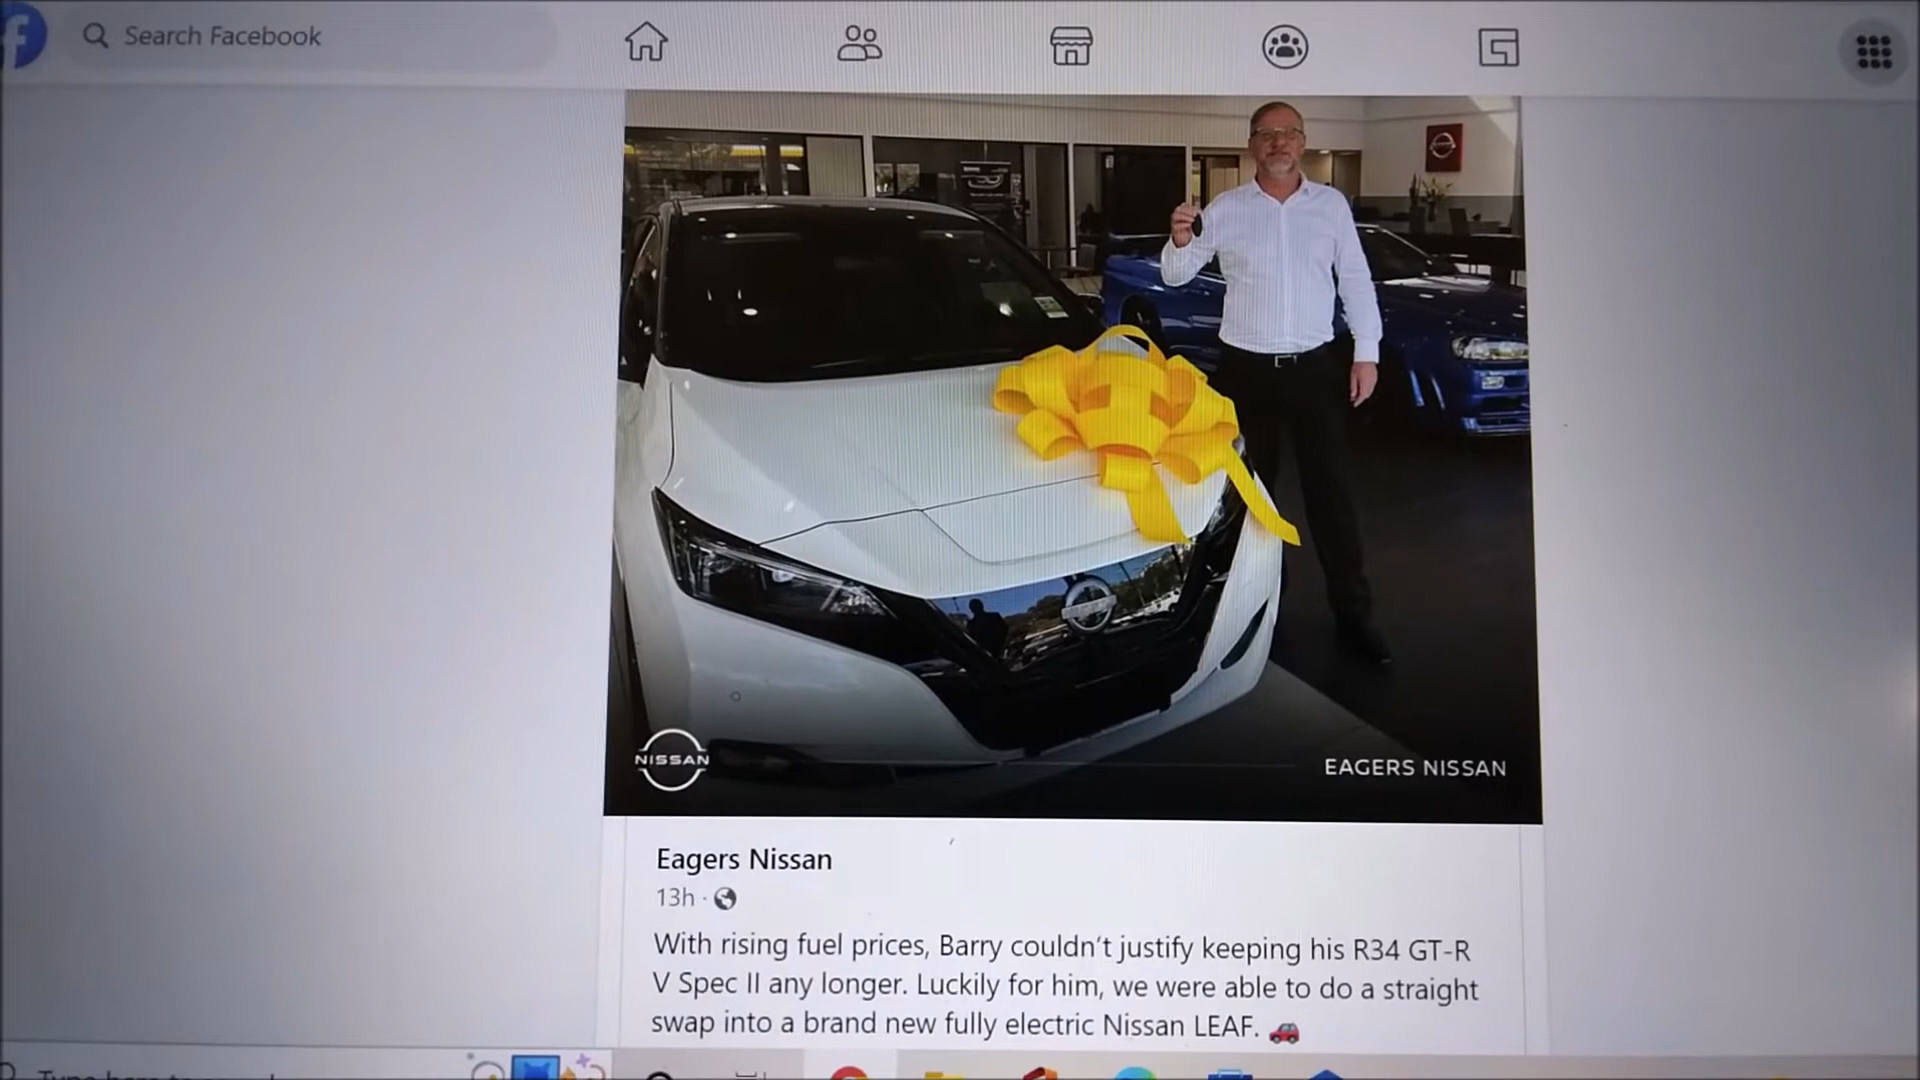 Search Facebook
NISSAN
EAGERS NISSAN
Eagers Nissan
13h ·
With rising fuel prices, Barry couldn't justify keeping his R34 GT-R
V Spec II any longer. Luckily for him, we were able to do a straight
swap into a brand new fully electric Nissan LEAF.